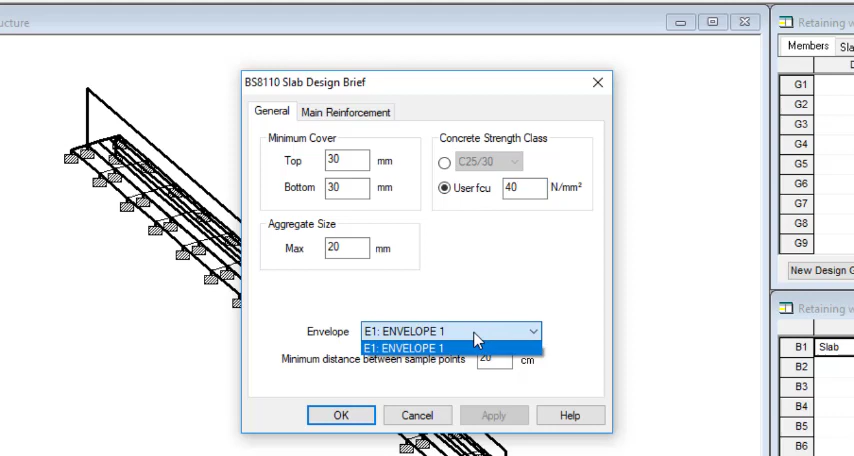 ucture
Retaining w
Members Sla
D
BS8110 Slab Design Brief
General Main Reinforcement
Minimum Cover
Top 30 mm
Bottom 30 mm
Concrete Strength Class
C25/30
User fcu 40 N/mm²
Aggregate Size
Max 20 mm
Envelope E1: ENVELOPE 1
E1: ENVELOPE 1
Minimum distance between sample points 20 cm
OK Cancel Apply Help
G1
G2
G3
G4
G5
G6
G7
G8
G9
New Design G
Retaining w
B1 Slab
B2
B3
B4
B5
B6